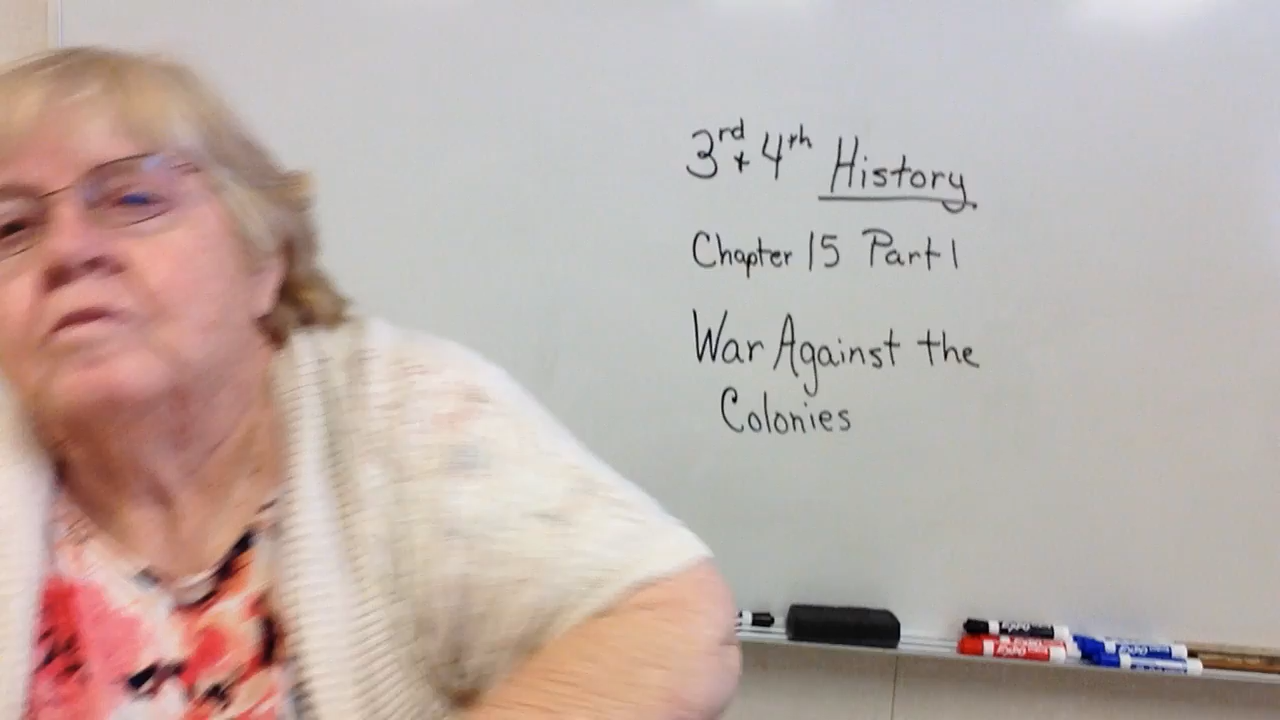 3rd + 4th History
Chapter 15 Part 1
War Against the
Colonies